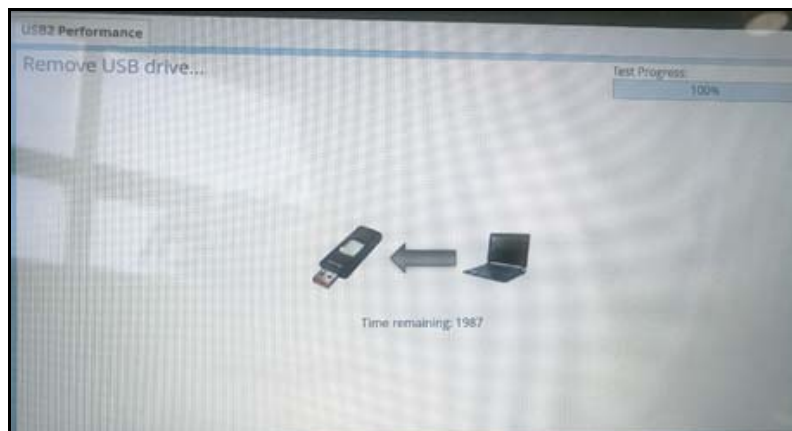 USB2 Performance
Remove USB drive...
Test Progress:
100%
Time remaining: 1987